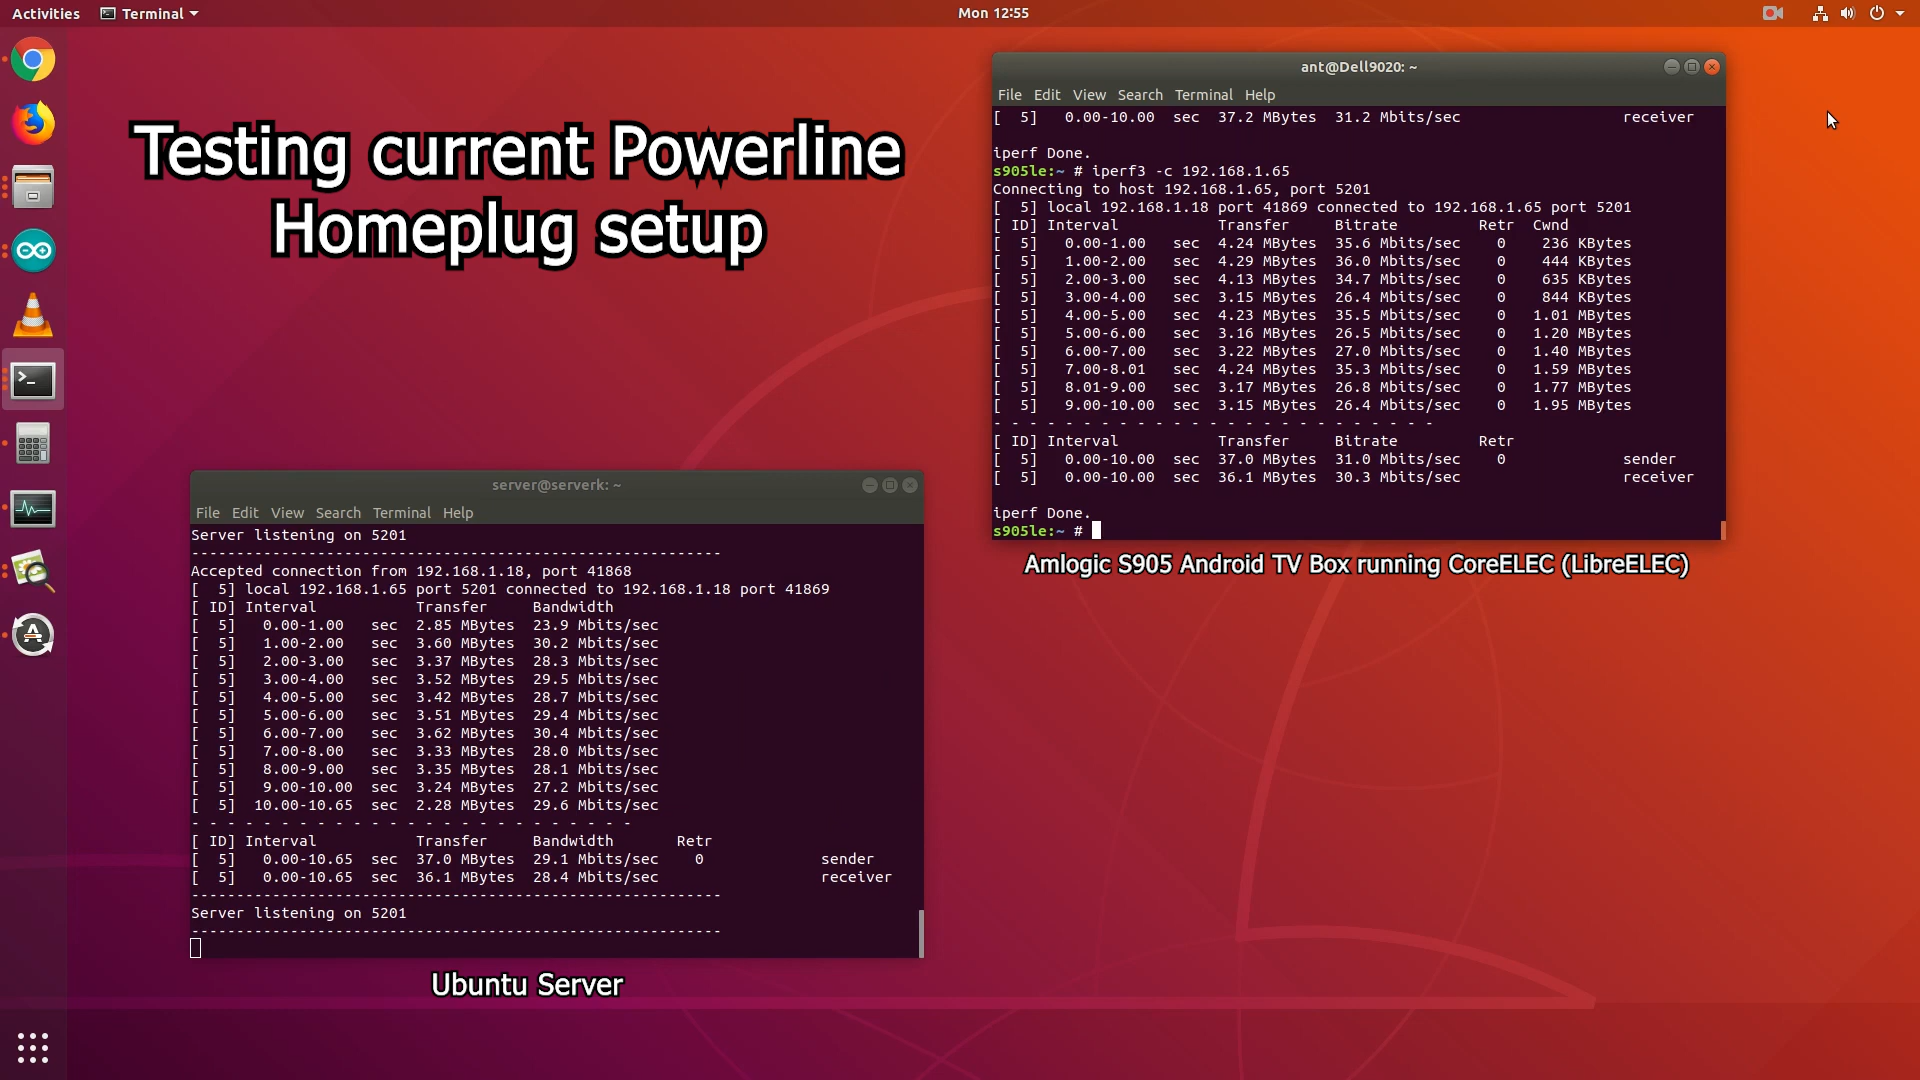 Activities Terminal Mon 12:55
Testing current Powerline
Homeplug setup
ant@Dell9020: ~
File Edit View Search Terminal Help
[  5]   0.00-10.00  sec  37.2 MBytes  31.2 Mbits/sec                  receiver
iperf Done.
s905le:~ # iperf3 -c 192.168.1.65
Connecting to host 192.168.1.65, port 5201
[  5] local 192.168.1.18 port 41869 connected to 192.168.1.65 port 5201
[ ID] Interval           Transfer     Bitrate         Retr  Cwnd
[  5]   0.00-1.00   sec  4.24 MBytes  35.6 Mbits/sec    0    236 KBytes
[  5]   1.00-2.00   sec  4.29 MBytes  36.0 Mbits/sec    0    444 KBytes
[  5]   2.00-3.00   sec  4.13 MBytes  34.7 Mbits/sec    0    635 KBytes
[  5]   3.00-4.00   sec  3.15 MBytes  26.4 Mbits/sec    0    844 KBytes
[  5]   4.00-5.00   sec  4.23 MBytes  35.5 Mbits/sec    0   1.01 MBytes
[  5]   5.00-6.00   sec  3.16 MBytes  26.5 Mbits/sec    0   1.20 MBytes
[  5]   6.00-7.00   sec  3.22 MBytes  27.0 Mbits/sec    0   1.40 MBytes
[  5]   7.00-8.01   sec  4.24 MBytes  35.3 Mbits/sec    0   1.59 MBytes
[  5]   8.01-9.00   sec  3.17 MBytes  26.8 Mbits/sec    0   1.77 MBytes
[  5]   9.00-10.00  sec  3.15 MBytes  26.4 Mbits/sec    0   1.95 MBytes
- - - - - - - - - - - - - - - - - - - - - - - - -
[ ID] Interval           Transfer     Bitrate         Retr
[  5]   0.00-10.00  sec  37.0 MBytes  31.0 Mbits/sec    0             sender
[  5]   0.00-10.00  sec  36.1 MBytes  30.3 Mbits/sec                  receiver
iperf Done.
s905le:~ #
Amlogic S905 Android TV Box running CoreELEC (LibreELEC)
server@serverk: ~
File Edit View Search Terminal Help
Server listening on 5201
-----------------------------------------------------------
Accepted connection from 192.168.1.18, port 41868
[  5] local 192.168.1.65 port 5201 connected to 192.168.1.18 port 41869
[ ID] Interval           Transfer     Bandwidth
[  5]   0.00-1.00   sec  2.85 MBytes  23.9 Mbits/sec
[  5]   1.00-2.00   sec  3.60 MBytes  30.2 Mbits/sec
[  5]   2.00-3.00   sec  3.37 MBytes  28.3 Mbits/sec
[  5]   3.00-4.00   sec  3.52 MBytes  29.5 Mbits/sec
[  5]   4.00-5.00   sec  3.42 MBytes  28.7 Mbits/sec
[  5]   5.00-6.00   sec  3.51 MBytes  29.4 Mbits/sec
[  5]   6.00-7.00   sec  3.62 MBytes  30.4 Mbits/sec
[  5]   7.00-8.00   sec  3.33 MBytes  28.0 Mbits/sec
[  5]   8.00-9.00   sec  3.35 MBytes  28.1 Mbits/sec
[  5]   9.00-10.00  sec  3.24 MBytes  27.2 Mbits/sec
[  5]  10.00-10.65  sec  2.28 MBytes  29.6 Mbits/sec
- - - - - - - - - - - - - - - - - - - - - - - - -
[ ID] Interval           Transfer     Bandwidth       Retr
[  5]   0.00-10.65  sec  37.0 MBytes  29.1 Mbits/sec    0             sender
[  5]   0.00-10.65  sec  36.1 MBytes  28.4 Mbits/sec                  receiver
-----------------------------------------------------------
Server listening on 5201
-----------------------------------------------------------
Ubuntu Server